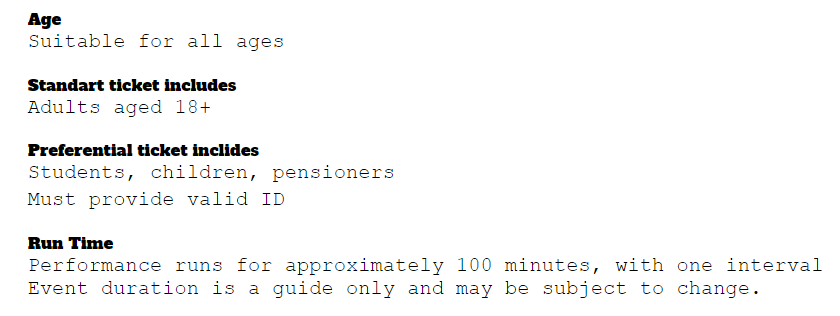 Age
Suitable for all ages
Standart ticket includes
Adults aged 18+
Preferential ticket inclides
Students, children, pensioners
Must provide valid ID
Run Time
Performance runs for approximately 100 minutes, with one interval
Event duration is a guide only and may be subject to change.